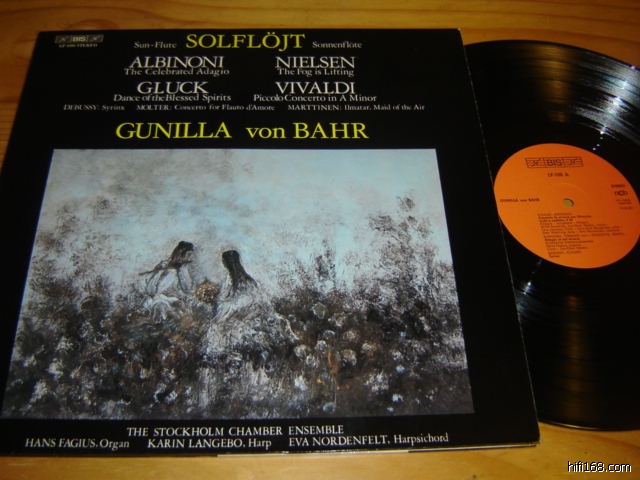 BIS
STEREO
Sun-Flute SOLFLÖJT Sonnenflöte
ALBINONI
The Celebrated Adagio
NIELSEN
The Fog is Lifting
GLUCK
Dance of the Blessed Spirits
VIVALDI
Piccolo Concerto in A Minor
DEBUSSY: Syrinx MOLTER: Concerto for Flauto d'Amore MARTTINEN: Ilmatar, Maid of the Air
GUNILLA von BAHR
THE STOCKHOLM CHAMBER ENSEMBLE
HANS FAGIUS, Organ KARIN LANGEBO, Harp EVA NORDENFELT, Harpsichord
BIS
STEREO
GUNILLA von BAHR
hifi168.com